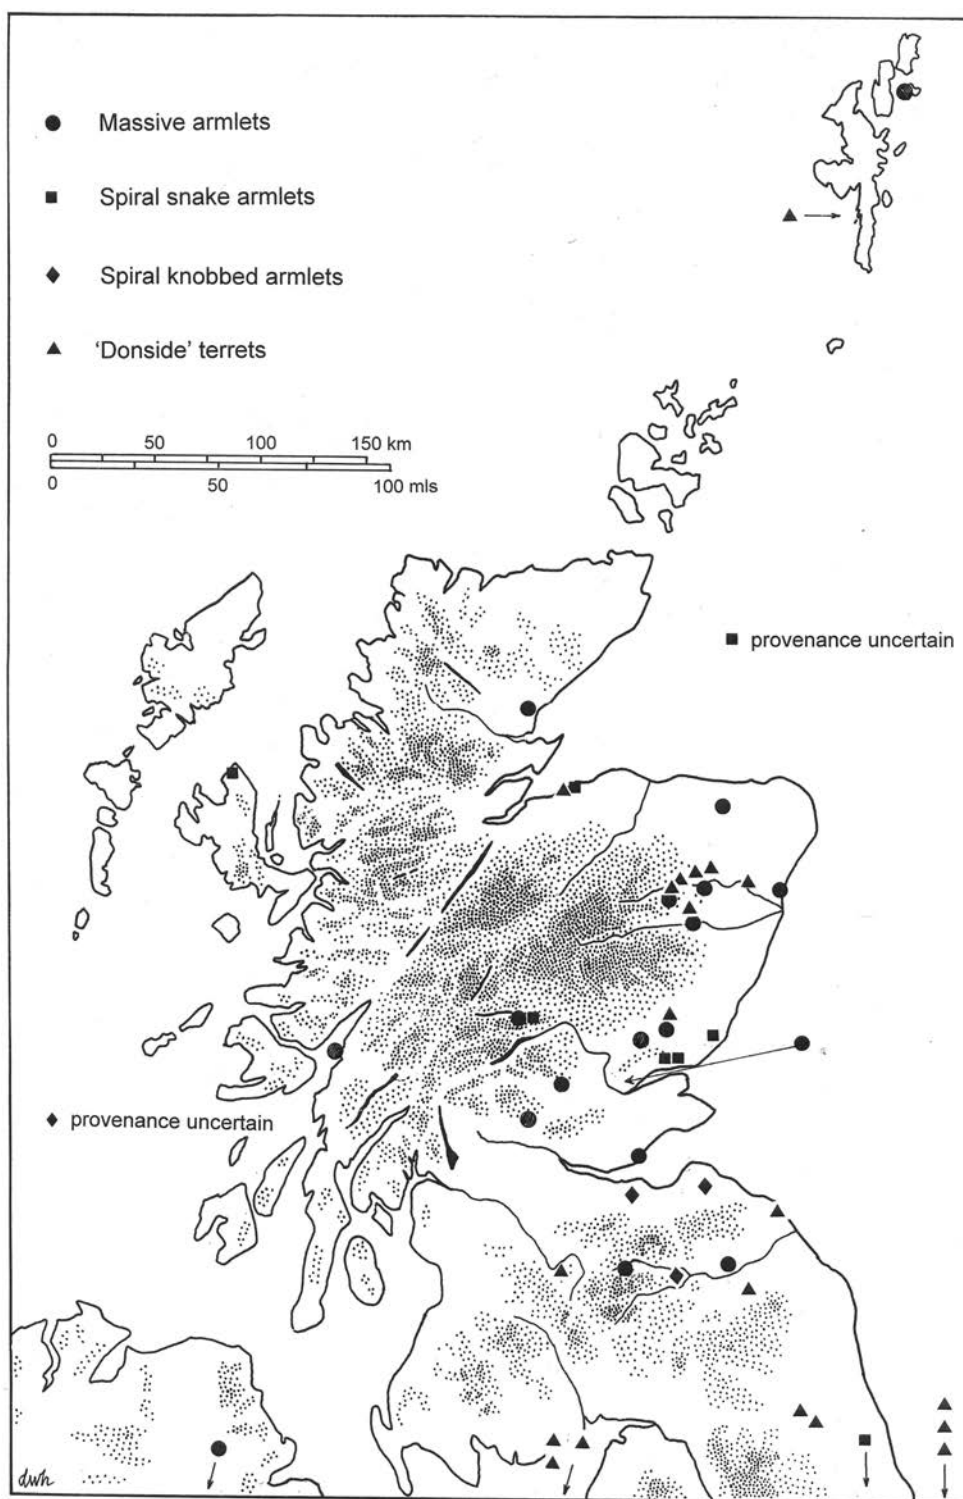 Massive armlets
Spiral snake armlets
Spiral knobbed armlets
‘Donside’ terrets
0 50 100 150 km
0 50 100 mls
provenance uncertain
provenance uncertain
dwh